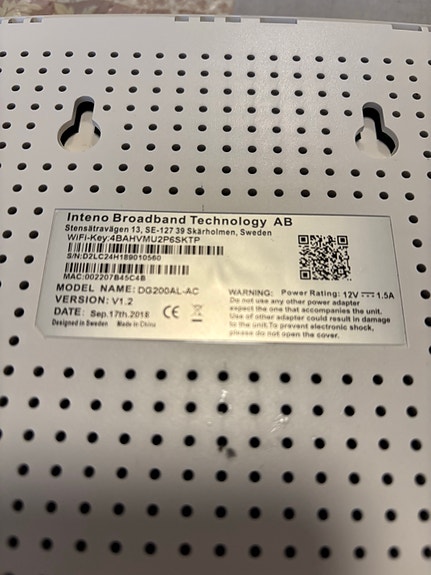 Inteno Broadband Technology AB
Stensätravägen 13, SE-127 39 Skärholmen, Sweden
WiFi-Key:4BAHVMU2P6SKTP
S/N:D2LC24H189010560
MAC:002207B45C4B
MODEL NAME: DG200AL-AC
VERSION: V1.2
DATE: Sep.17th.2018 CE
Designed in Sweden Made in China
WARNING: Power Rating: 12V 1.5A
Do not use any other power adapter
expect the one that accompanies the unit.
Use of other adapter could result in damage
to the unit.To prevent electronic shock,
please do not open the cover.